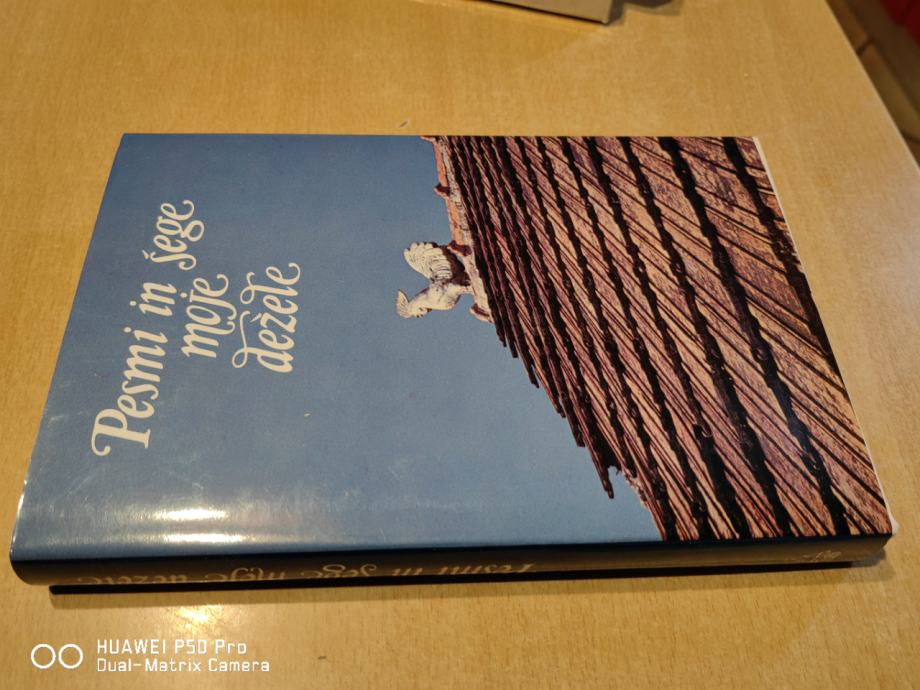 Pesmi in šege
moje
dežele
Pesmi in šege moje dežele
HUAWEI P50 Pro
Dual-Matrix Camera